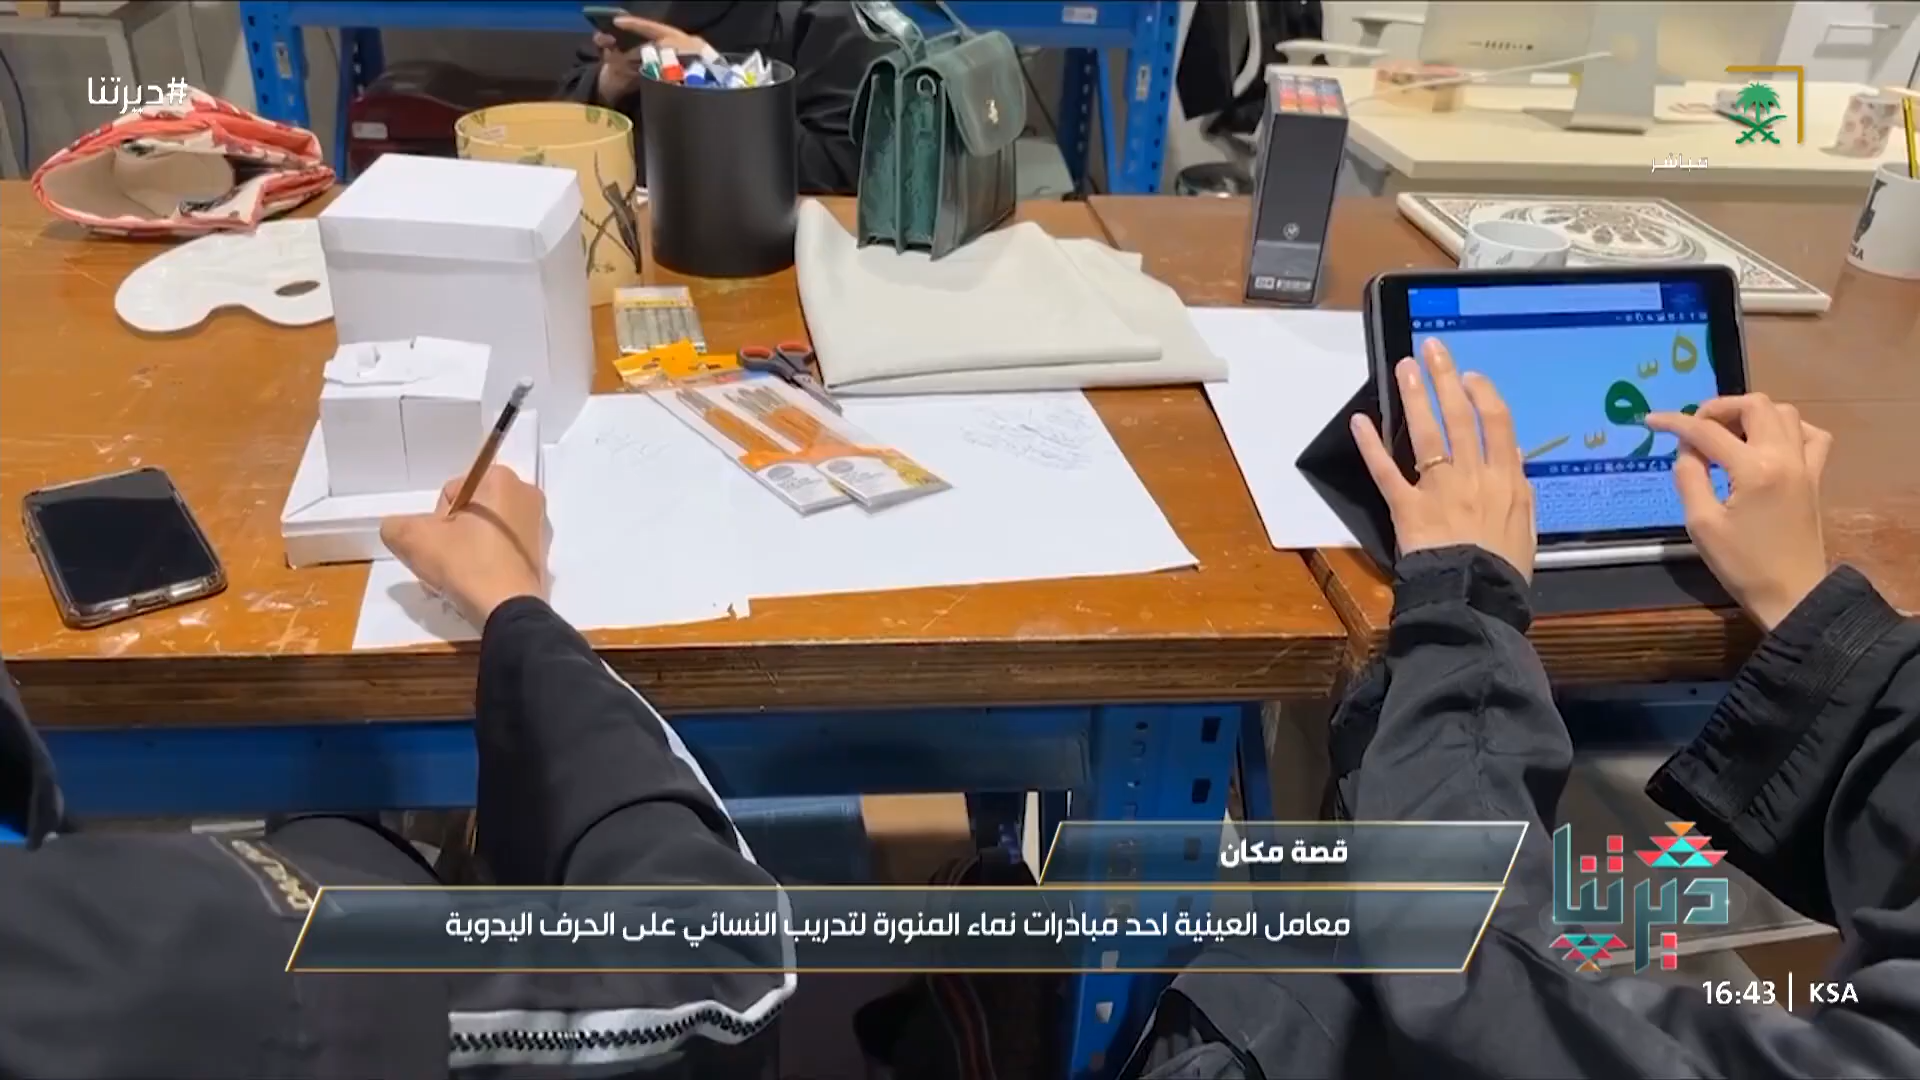 #ديرتنا
مباشر
قصة مكان
معامل العينية احد مبادرات نماء المنورة لتدريب النسائي على الحرف اليدوية
ديرتنا
16:43 | KSA